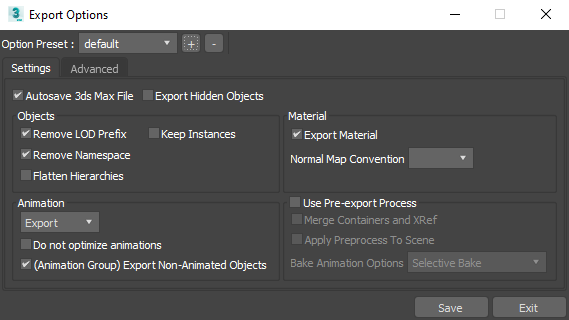 3 Export Options
Option Preset : default + -
Settings Advanced
Autosave 3ds Max File Export Hidden Objects
Objects
Remove LOD Prefix Keep Instances
Remove Namespace
Flatten Hierarchies
Material
Export Material
Normal Map Convention
Animation
Export
Do not optimize animations
(Animation Group) Export Non-Animated Objects
Use Pre-export Process
Merge Containers and XRef
Apply Preprocess To Scene
Bake Animation Options Selective Bake
Save Exit